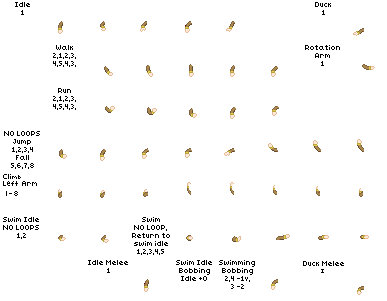 Idle
1
Duck
1
Walk
2,1,2,3,
4,5,4,3,
Rotation
Arm
1
Run
2,1,2,3,
4,5,4,3,
NO LOOPS
Jump
1,2,3,4
Fall
5,6,7,8
Climb
Left Arm
1-8
Swim Idle
NO LOOPS
1,2
Swim
NO LOOP,
Return to
swim idle
1,2,3,4,5
Swim Idle
Bobbing
Idle +0
Swimming
Bobbing
2,4 -1v,
3 -2
Idle Melee
1
Duck Melee
1